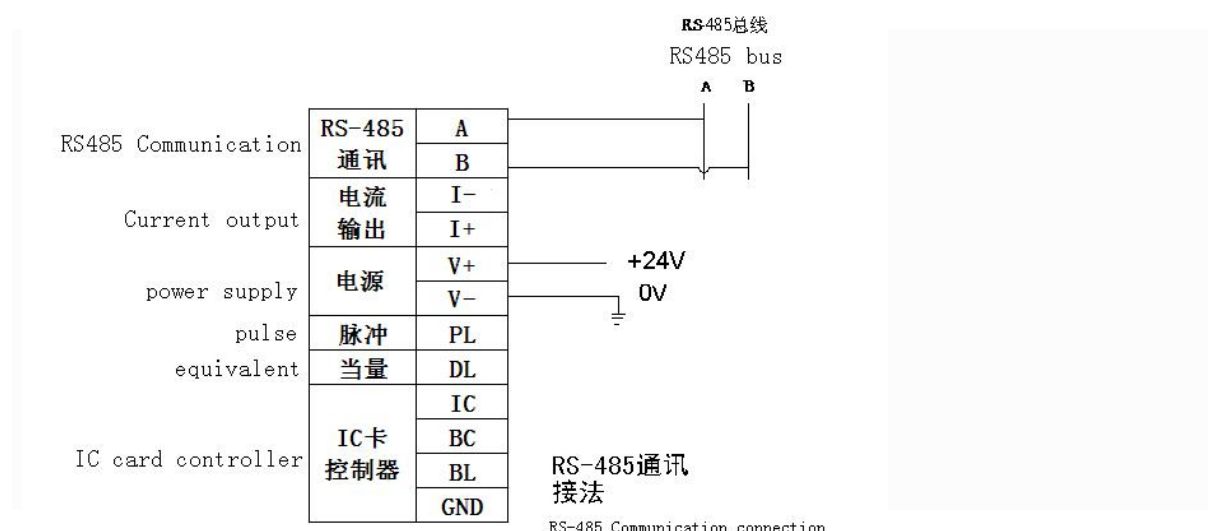 RS-485总线
RS485 bus
A B
RS485 Communication
RS-485
通讯
A
B
Current output
电流
输出
I-
I+
power supply
电源
V+
V-
+24V
0V
pulse
脉冲
PL
equivalent
当量
DL
IC card controller
IC卡
控制器
IC
BC
BL
GND
RS-485通讯
接法
RS-485 Communication connection